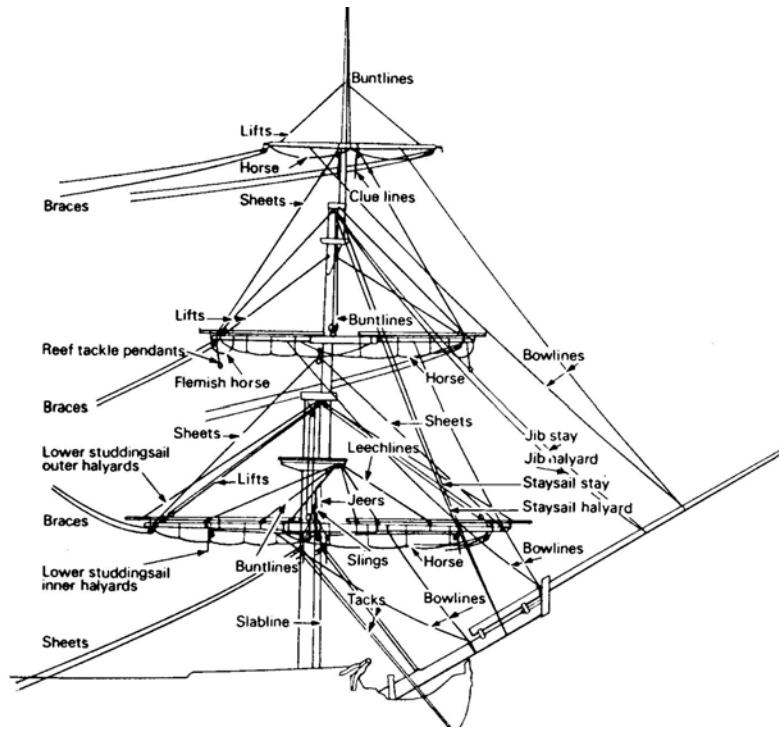 Buntlines
Lifts
Horse
Clue lines
Sheets
Braces
Lifts
Buntlines
Reef tackle pendants
Flemish horse
Horse
Bowlines
Braces
Sheets
Sheets
Jib stay
Leechlines
Lower studdingsail
outer halyards
Jib halyard
Lifts
Staysail stay
Jeers
Staysail halyard
Braces
Bowlines
Lower studdingsail
inner halyards
Buntlines
Slings
Horse
Tacks
Bowlines
Slabline
Sheets